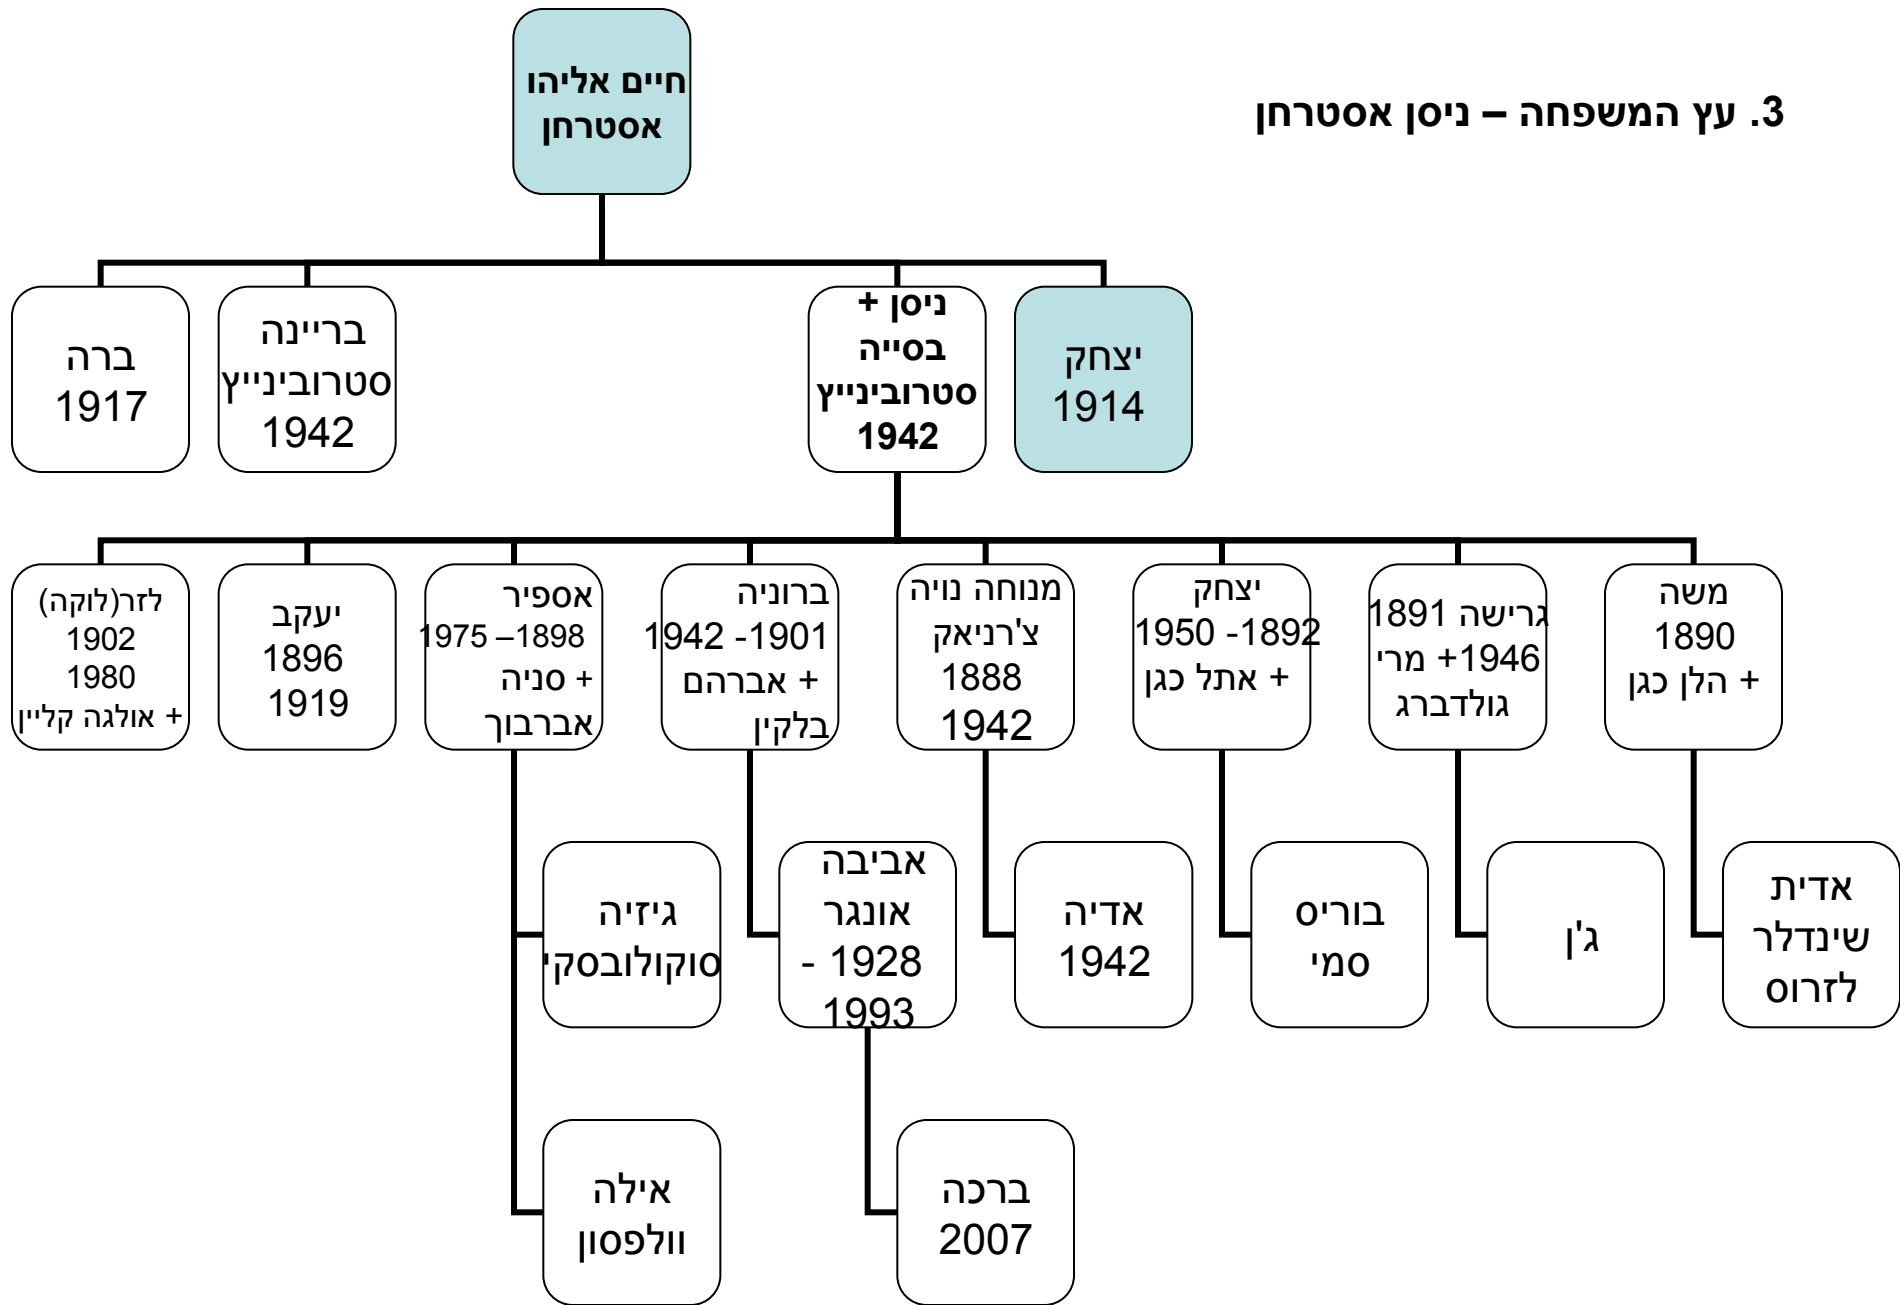 3. עץ המשפחה – ניסן אסטרחן
חיים אליהו
אסטרחן
יצחק
1914
ניסן +
בסייה
סטרובינייץ
1942
בריינה
סטרובינייץ
1942
ברה
1917
משה
1890
+ הלן כגן
גרישה 1891
1946+ מרי
גולדברג
יצחק
1892- 1950
+ אתל כגן
מנוחה נויה
צ'רניאק
1888
1942
ברוניה
1901- 1942
+ אברהם
בלקין
אספיר
1898– 1975
+ סניה
אברבוך
יעקב
1896
1919
לזר(לוקה)
1902
1980
+ אולגה קליין
אדית
שינדלר
לזרוס
ג'ן
בוריס
סמי
אדיה
1942
אביבה
אונגר
1928 -
1993
גיזיה
סוקולובסקי
ברכה
2007
אילה
וולפסון